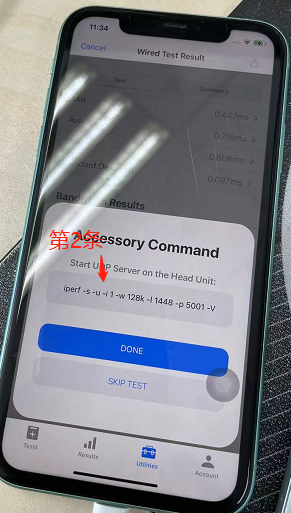 11:34
Cancel
Wired Test Result
Test
Summary
0.447ms
0.715ms
0.808ms
0.097ms
Results
第2条
Accessory Command
Start UDP Server on the Head Unit:
iperf -s -u -i 1 -w 128k -l 1448 -p 5001 -V
DONE
SKIP TEST
Tests
Results
Utilities
Account